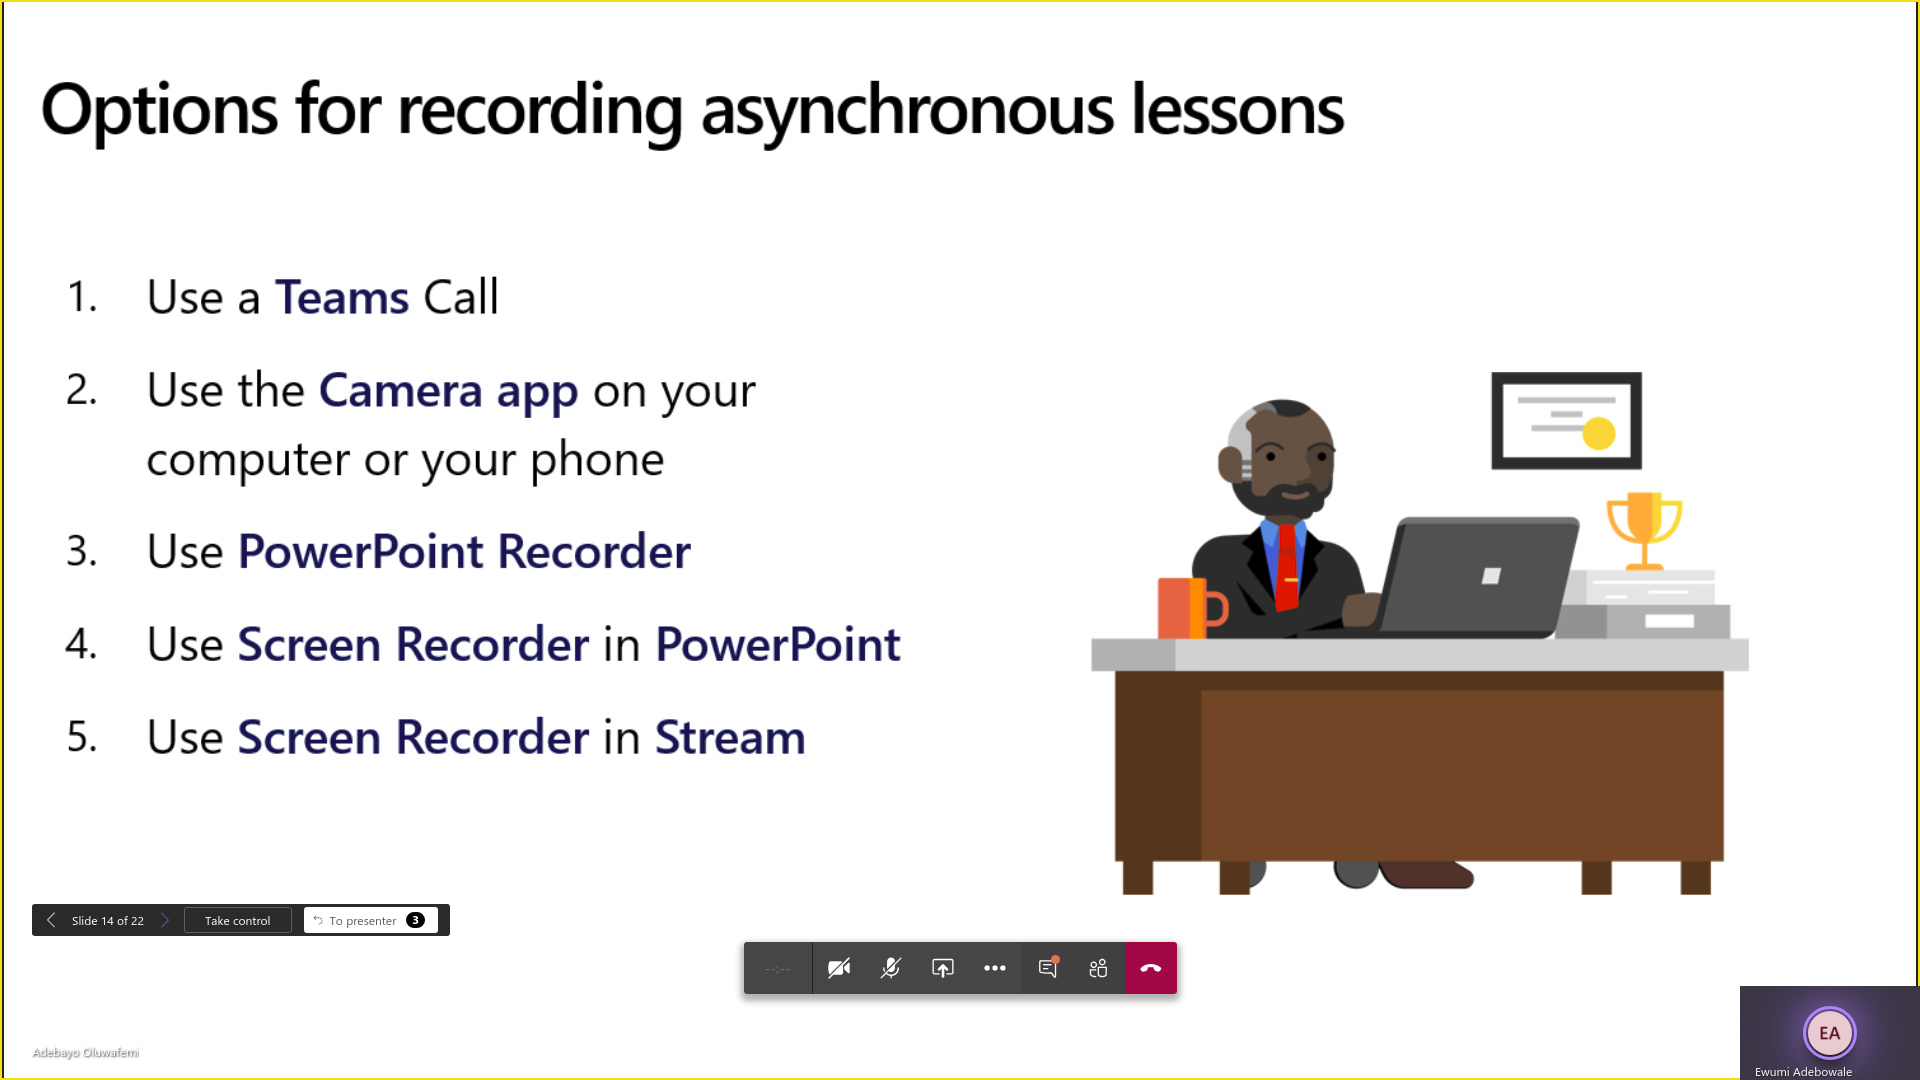 Options for recording asynchronous lessons
1. Use a Teams Call
2. Use the Camera app on your
computer or your phone
3. Use PowerPoint Recorder
4. Use Screen Recorder in PowerPoint
5. Use Screen Recorder in Stream
Slide 14 of 22 Take control To presenter 3
--:--
EA
Adebayo Oluwafemi
Ewumi Adebowale